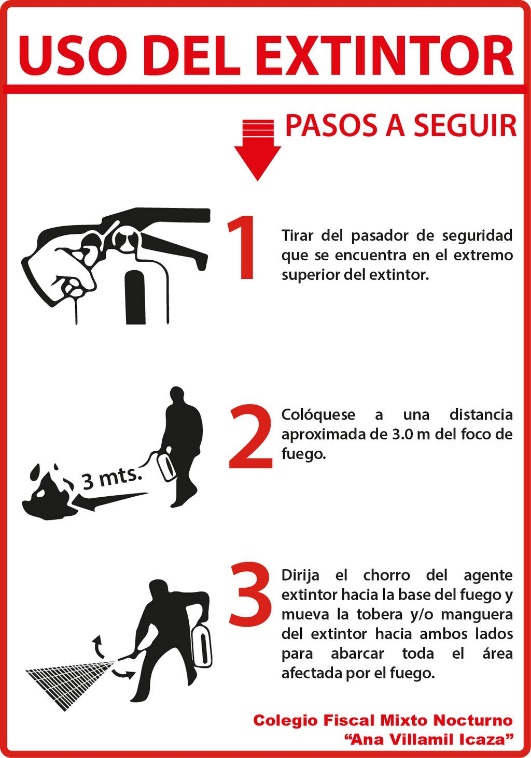 USO DEL EXTINTOR
PASOS A SEGUIR
1
Tirar del pasador de seguridad
que se encuentra en el extremo
superior del extintor.
2
Colóquese a una distancia
aproximada de 3.0 m del foco de
fuego.
3 mts.
3
Dirija el chorro del agente
extintor hacia la base del fuego y
mueva la tobera y/o manguera
del extintor hacia ambos lados
para abarcar toda el área
afectada por el fuego.
Colegio Fiscal Mixto Nocturno
“Ana Villamil Icaza”